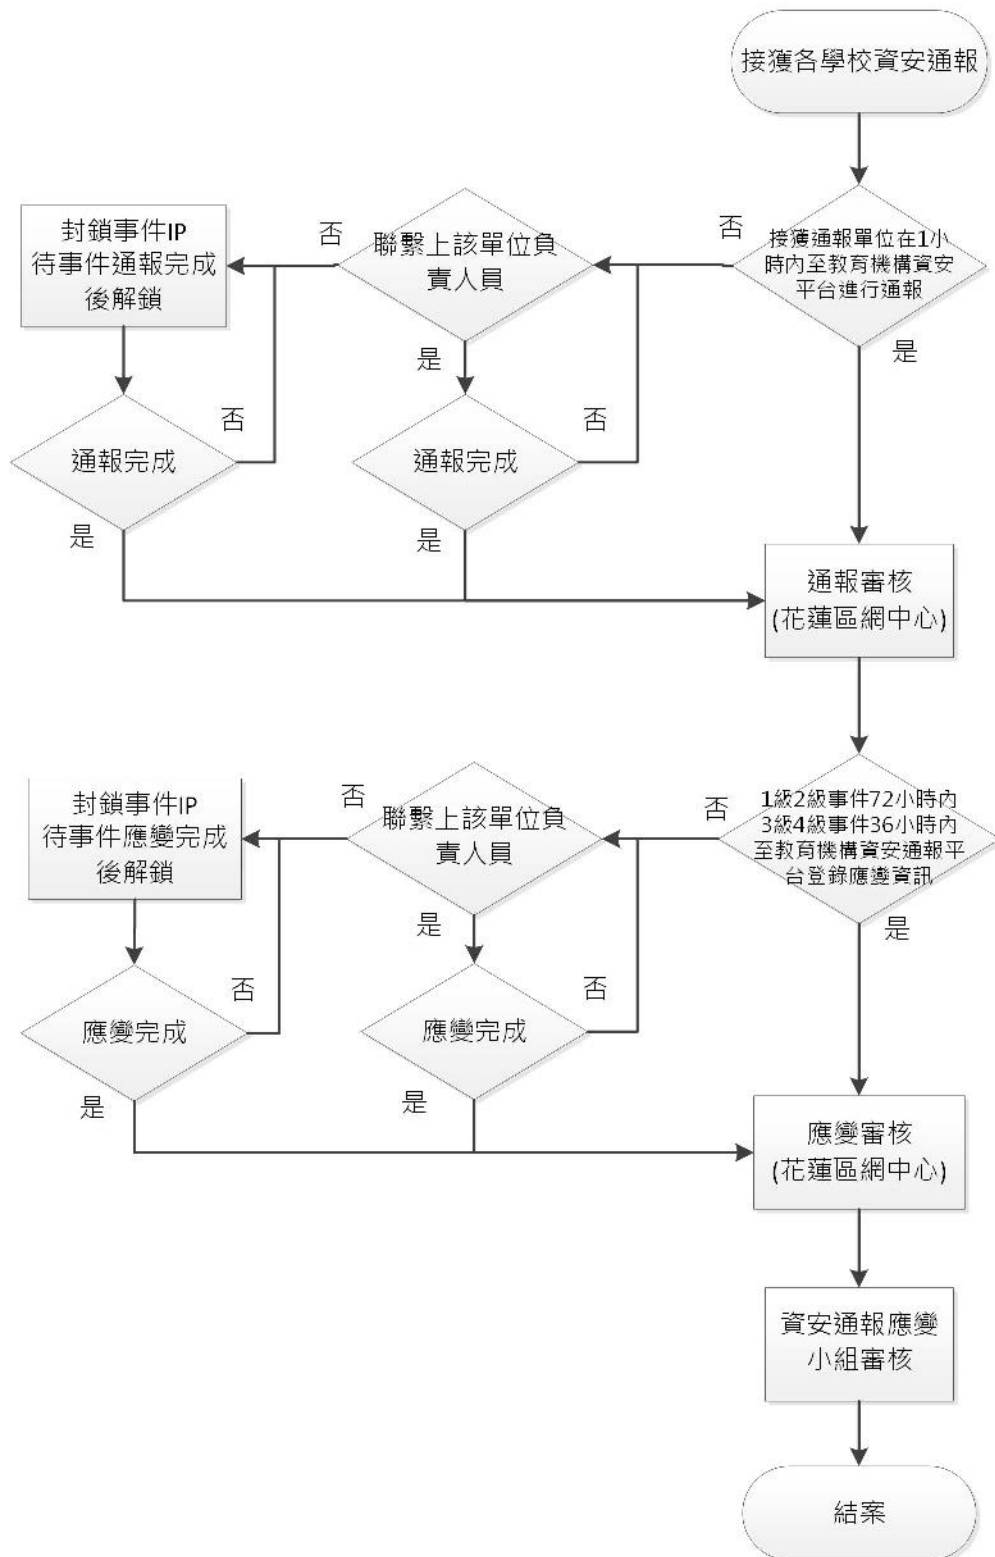 接獲各學校資安通報
接獲通報單位在1小
時內至教育機構資安
平台進行通報
否
是
聯繫上該單位負
責人員
否
是
封鎖事件IP
待事件通報完成
後解鎖
通報完成
否
是
通報完成
否
是
通報審核
(花蓮區網中心)
1級2級事件72小時內
3級4級事件36小時內
至教育機構資安通報平
台登錄應變資訊
否
是
聯繫上該單位負
責人員
否
是
封鎖事件IP
待事件應變完成
後解鎖
應變完成
否
是
應變完成
否
是
應變審核
(花蓮區網中心)
資安通報應變
小組審核
結案